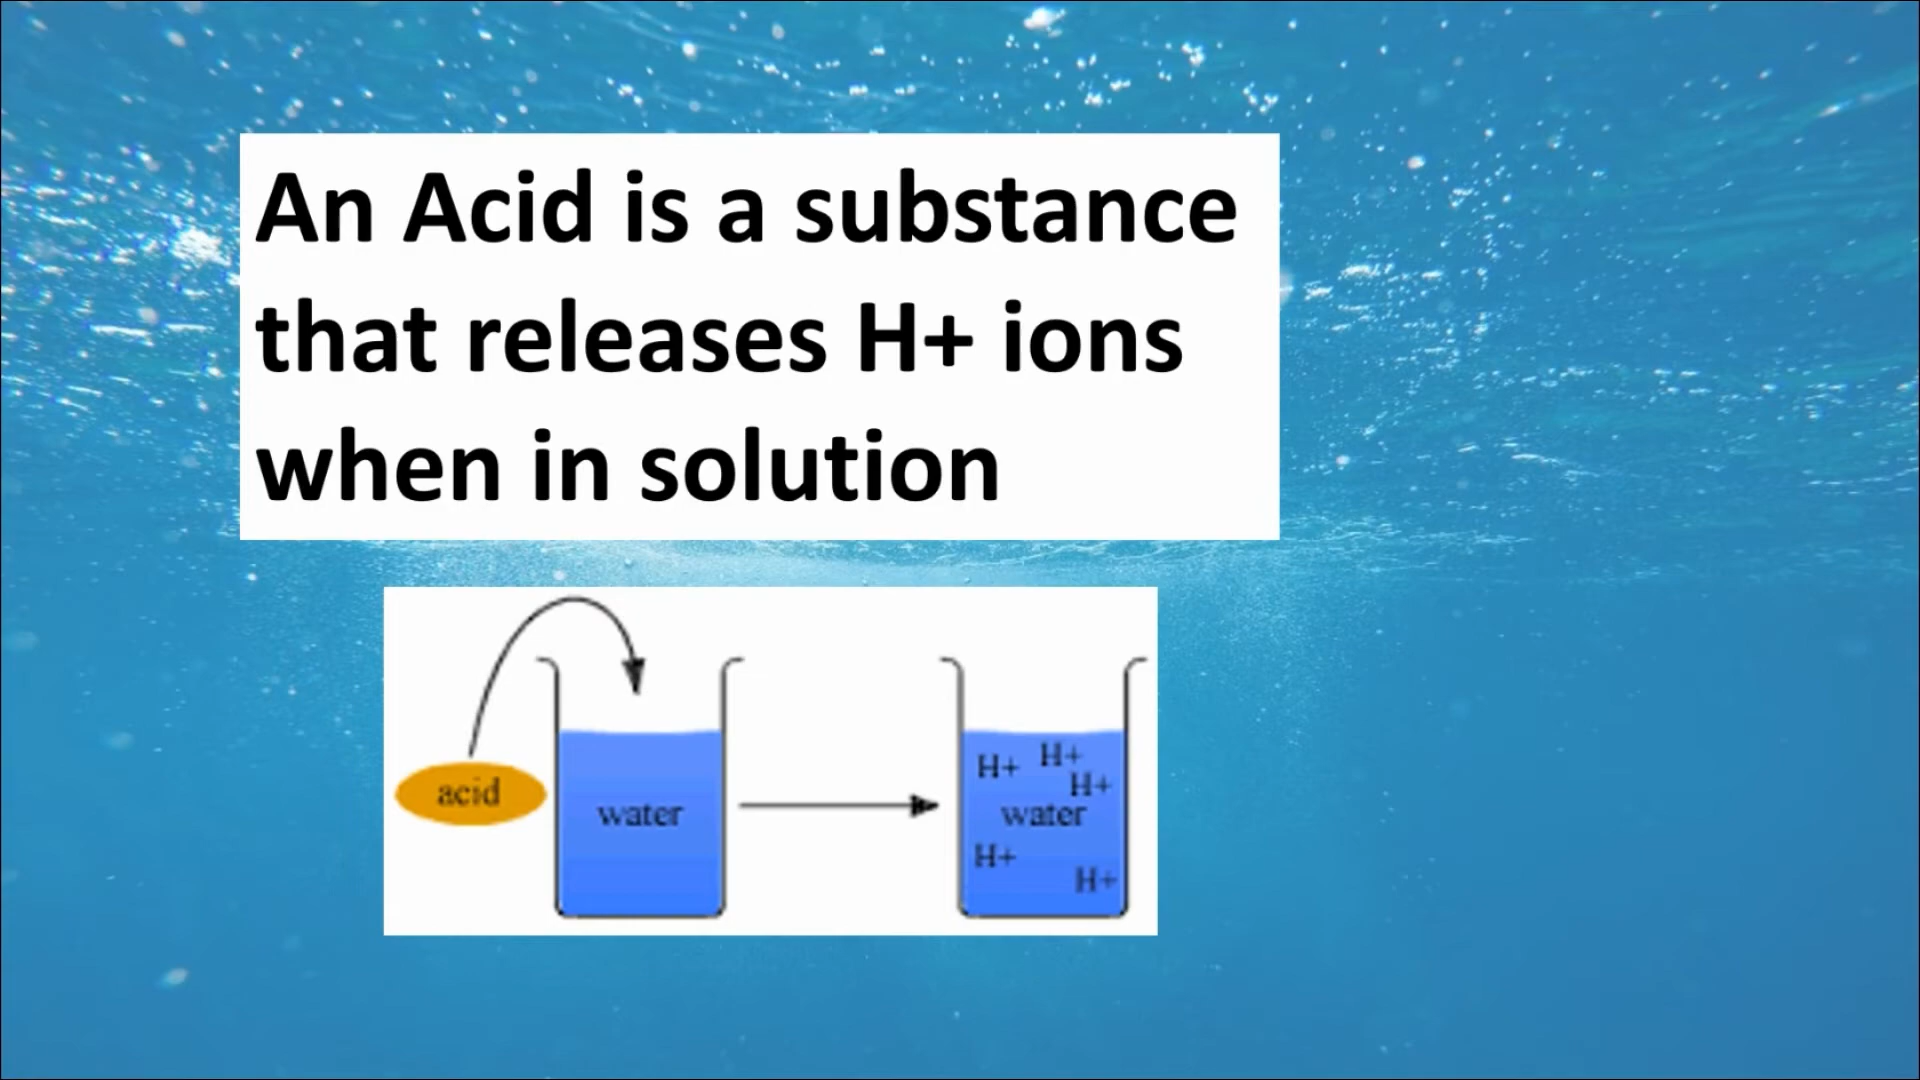 An Acid is a substance
that releases H+ ions
when in solution
acid
water
H+
H+
H+
water
H+
H+